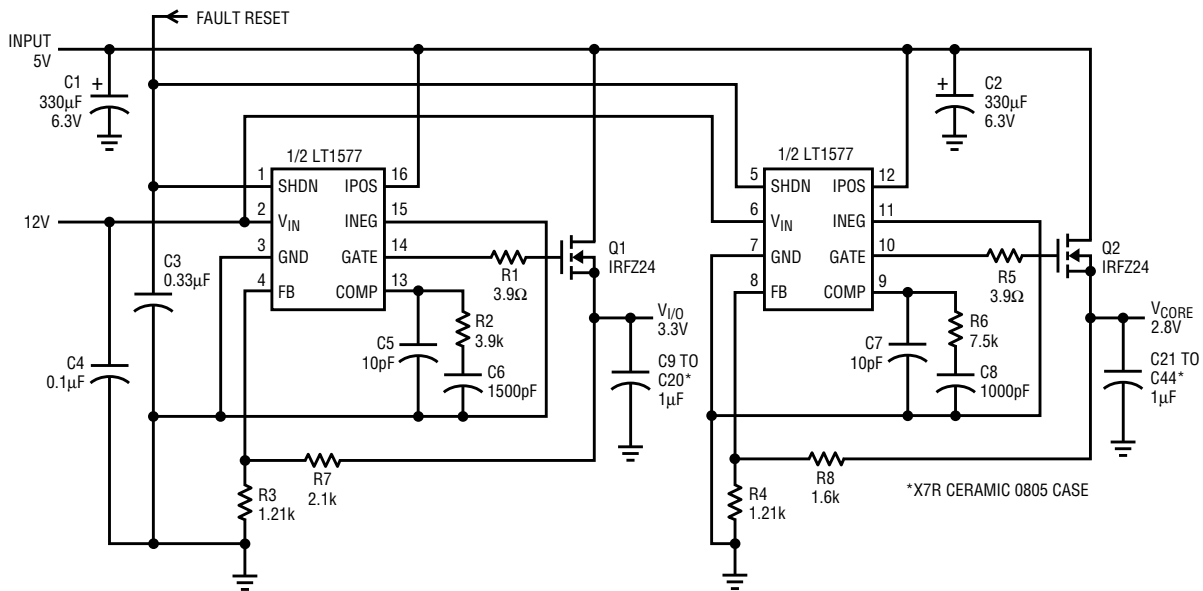 FAULT RESET
INPUT
5V
C1
+
330µF
6.3V
+
C2
330µF
6.3V
1/2 LT1577
1
SHDN
IPOS
16
2
VIN
INEG
15
3
GND
GATE
14
4
FB
COMP
13
12V
C3
0.33µF
C4
0.1µF
R1
3.9Ω
Q1
IRFZ24
C5
10pF
R2
3.9k
C6
1500pF
VI/O
3.3V
C9 TO
C20*
1µF
R7
2.1k
R3
1.21k
1/2 LT1577
5
SHDN
IPOS
12
6
VIN
INEG
11
7
GND
GATE
10
8
FB
COMP
9
R5
3.9Ω
Q2
IRFZ24
C7
10pF
R6
7.5k
C8
1000pF
VCORE
2.8V
C21 TO
C44*
1µF
R8
1.6k
R4
1.21k
*X7R CERAMIC 0805 CASE